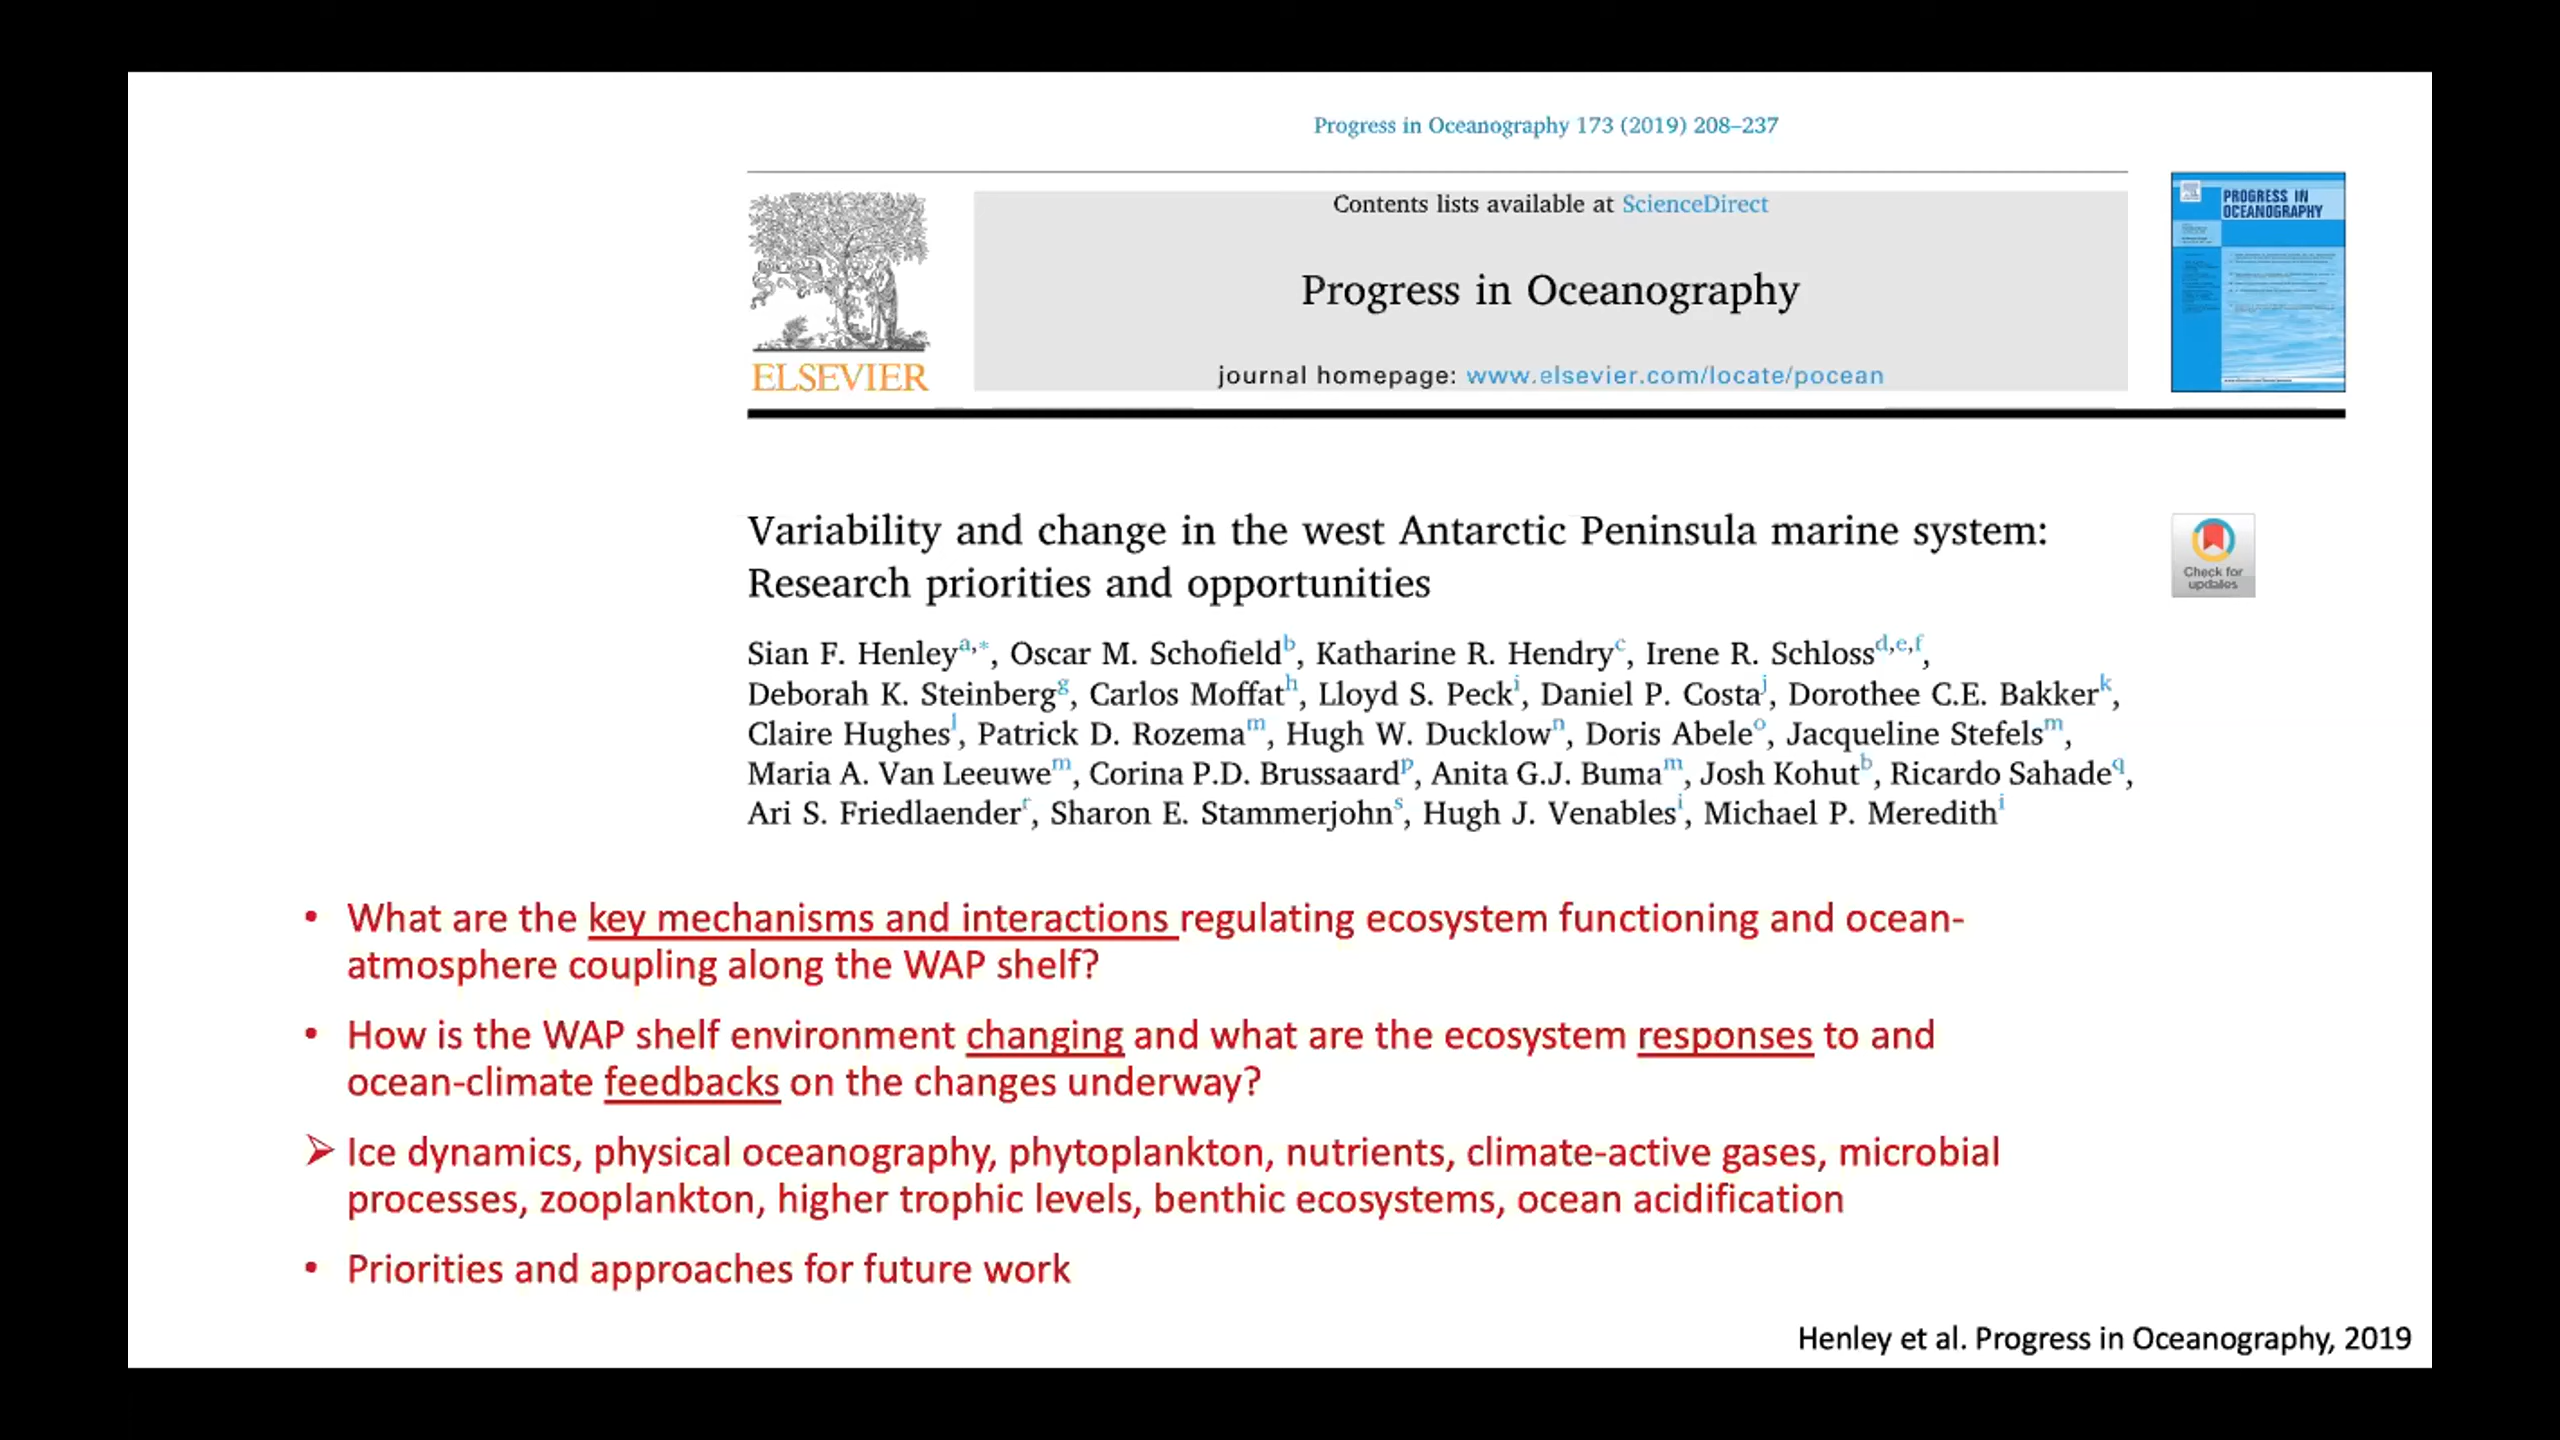 Progress in Oceanography 173 (2019) 208–237
Contents lists available at ScienceDirect
Progress in Oceanography
journal homepage: www.elsevier.com/locate/pocean
ELSEVIER
PROGRESS IN
OCEANOGRAPHY
Variability and change in the west Antarctic Peninsula marine system:
Research priorities and opportunities
Check for
updates
Sian F. Henleya,*, Oscar M. Schofieldb, Katharine R. Hendryc, Irene R. Schlossd,e,f,
Deborah K. Steinbergg, Carlos Moffath, Lloyd S. Pecki, Daniel P. Costaj, Dorothee C.E. Bakkerk,
Claire Hughesl, Patrick D. Rozemam, Hugh W. Ducklown, Doris Abeleo, Jacqueline Stefelsm,
Maria A. Van Leeuwem, Corina P.D. Brussaardp, Anita G.J. Bumam, Josh Kohutb, Ricardo Sahadeq,
Ari S. Friedlaenderr, Sharon E. Stammerjohns, Hugh J. Venablesi, Michael P. Meredithi
• What are the key mechanisms and interactions regulating ecosystem functioning and ocean-
atmosphere coupling along the WAP shelf?
• How is the WAP shelf environment changing and what are the ecosystem responses to and
ocean-climate feedbacks on the changes underway?
➢ Ice dynamics, physical oceanography, phytoplankton, nutrients, climate-active gases, microbial
processes, zooplankton, higher trophic levels, benthic ecosystems, ocean acidification
• Priorities and approaches for future work
Henley et al. Progress in Oceanography, 2019